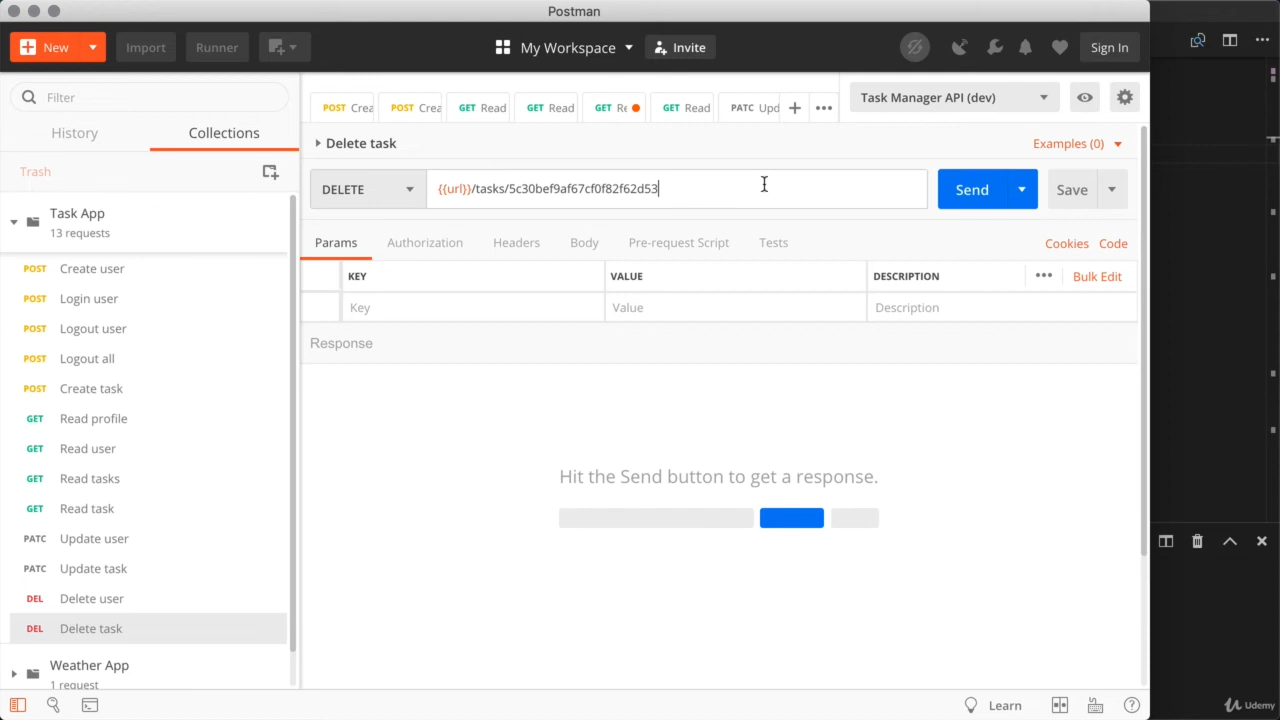 Postman
New
Import
Runner
My Workspace
Invite
Sign In
Filter
History
Collections
Trash
Task App
13 requests
POST Create user
POST Login user
POST Logout user
POST Logout all
POST Create task
GET Read profile
GET Read user
GET Read tasks
GET Read task
PATC Update user
PATC Update task
DEL Delete user
DEL Delete task
Weather App
1 request
POST Crea
POST Crea
GET Read
GET Read
GET Re
GET Read
PATC Upd
Task Manager API (dev)
Delete task
Examples (0)
DELETE
{{url}}/tasks/5c30bef9af67cf0f82f62d53
Send
Save
Params
Authorization
Headers
Body
Pre-request Script
Tests
Cookies
Code
KEY
VALUE
DESCRIPTION
Bulk Edit
Key
Value
Description
Response
Hit the Send button to get a response.
Learn
Udemy